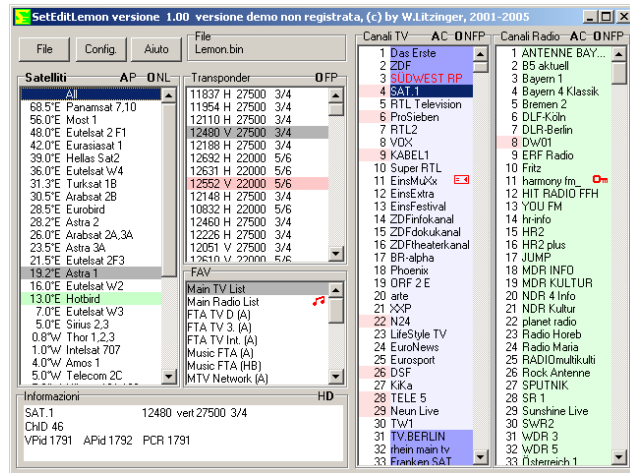 SetEditLemon versione 1.00 versione demo non registrata, (c) by W.Litzinger, 2001-2005
File Config. Aiuto
File
Lemon.bin
Satelliti AP ONL
All
68.5°E Panamsat 7,10
56.0°E Most 1
48.0°E Eutelsat 2 F1
42.0°E Eurasiasat 1
39.0°E Hellas Sat2
36.0°E Eutelsat W4
31.3°E Turksat 1B
30.5°E Arabsat 2B
28.5°E Eurobird
28.2°E Astra 2
26.0°E Arabsat 2A,3A
23.5°E Astra 3A
21.5°E Eutelsat 2F3
19.2°E Astra 1
16.0°E Eutelsat W2
13.0°E Hotbird
7.0°E Eutelsat W3
5.0°E Sirius 2,3
0.8°W Thor 1,2,3
1.0°W Intelsat 707
4.0°W Amos 1
5.0°W Telecom 2C
Transponder OFP
11837 H 27500 3/4
11954 H 27500 3/4
12110 H 27500 3/4
12480 V 27500 3/4
12188 H 27500 3/4
12692 H 22000 5/6
12631 H 22000 5/6
12552 V 22000 5/6
12148 H 27500 3/4
10832 H 22000 5/6
12460 H 27500 3/4
12226 H 27500 3/4
12051 V 27500 3/4
12610 V 22000 5/6
FAV
Main TV List
Main Radio List
FTA TV D (A)
FTA TV 3. (A)
FTA TV Int. (A)
Music FTA (A)
Music FTA (HB)
MTV Network (A)
Informazioni HD
SAT.1 12480 vert 27500 3/4
ChID 46
VPid 1791 APid 1792 PCR 1791
Canali TV AC ONFP
1 Das Erste
2 ZDF
3 SÜDWEST RP
4 SAT.1
5 RTL Television
6 ProSieben
7 RTL2
8 VOX
9 KABEL1
10 Super RTL
11 EinsMuXx
12 EinsExtra
13 EinsFestival
14 ZDFinfokanal
15 ZDFdokukanal
16 ZDFtheaterkanal
17 BR-alpha
18 Phoenix
19 ORF 2 E
20 arte
21 XXP
22 N24
23 LifeStyle TV
24 EuroNews
25 Eurosport
26 DSF
27 KiKa
28 TELE 5
29 Neun Live
30 TW1
31 TV.BERLIN
32 rhein main tv
33 Franken SAT
Canali Radio AC ONFP
1 ANTENNE BAY...
2 B5 aktuell
3 Bayern 1
4 Bayern 4 Klassik
5 Bremen 2
6 DLF-Köln
7 DLR-Berlin
8 DW01
9 ERF Radio
10 Fritz
11 harmony fm_
12 HIT RADIO FFH
13 YOU FM
14 hr-info
15 HR2
16 HR2 plus
17 JUMP
18 MDR INFO
19 MDR KULTUR
20 NDR 4 Info
21 NDR Kultur
22 planet radio
23 Radio Horeb
24 Radio Maria
25 RADIOmultikulti
26 Rock Antenne
27 SPUTNIK
28 SR 1
29 Sunshine Live
30 SWR2
31 WDR 3
32 WDR 5
33 Österreich 1